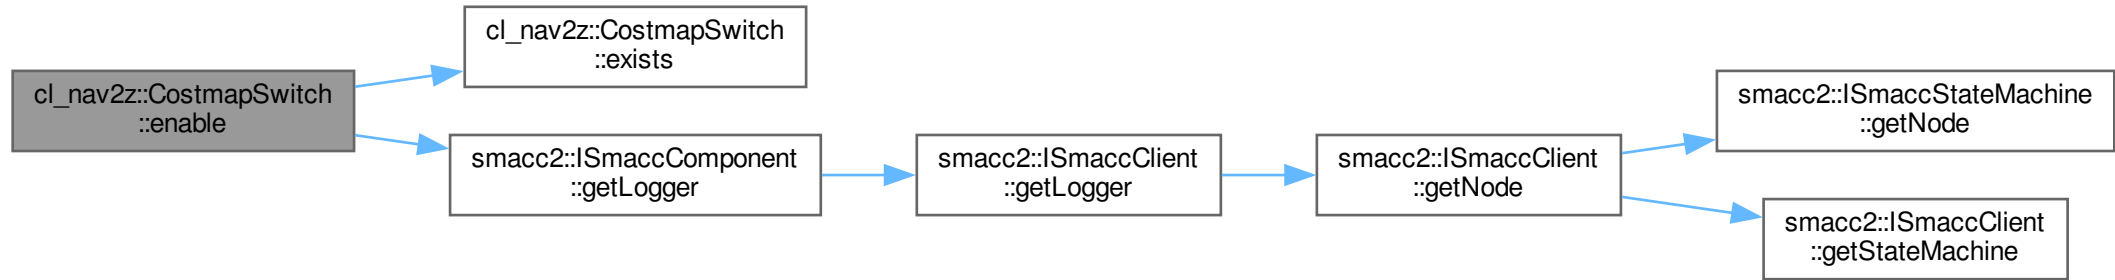 cl_nav2z::CostmapSwitch
::enable
cl_nav2z::CostmapSwitch
::exists
smacc2::ISmaccComponent
::getLogger
smacc2::ISmaccClient
::getLogger
smacc2::ISmaccClient
::getNode
smacc2::ISmaccStateMachine
::getNode
smacc2::ISmaccClient
::getStateMachine